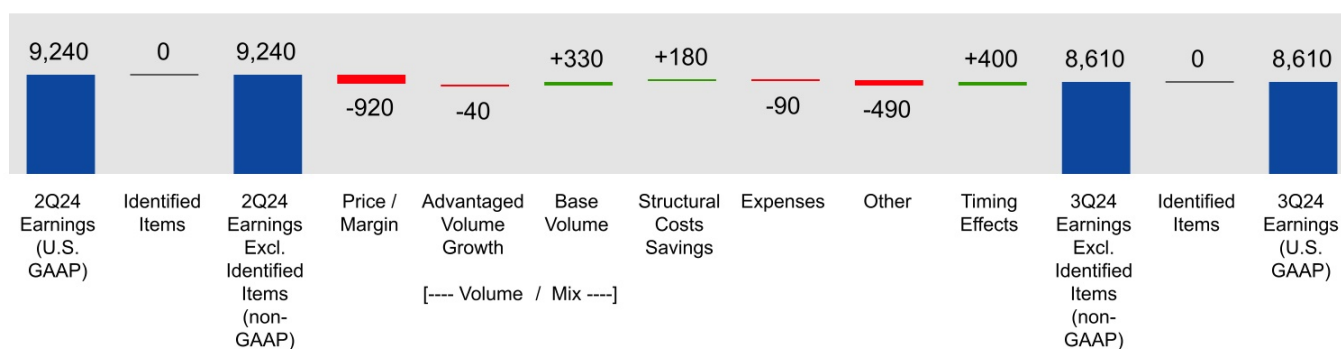 9,240
0
9,240
-920
-40
+330
+180
-90
-490
+400
8,610
0
8,610
2Q24
Earnings
(U.S.
GAAP)
Identified
Items
2Q24
Earnings
Excl.
Identified
Items
(non-
GAAP)
Price /
Margin
Advantaged
Volume
Growth
Base
Volume
[---- Volume / Mix ----]
Structural
Costs
Savings
Expenses
Other
Timing
Effects
3Q24
Earnings
Excl.
Identified
Items
(non-
GAAP)
Identified
Items
3Q24
Earnings
(U.S.
GAAP)